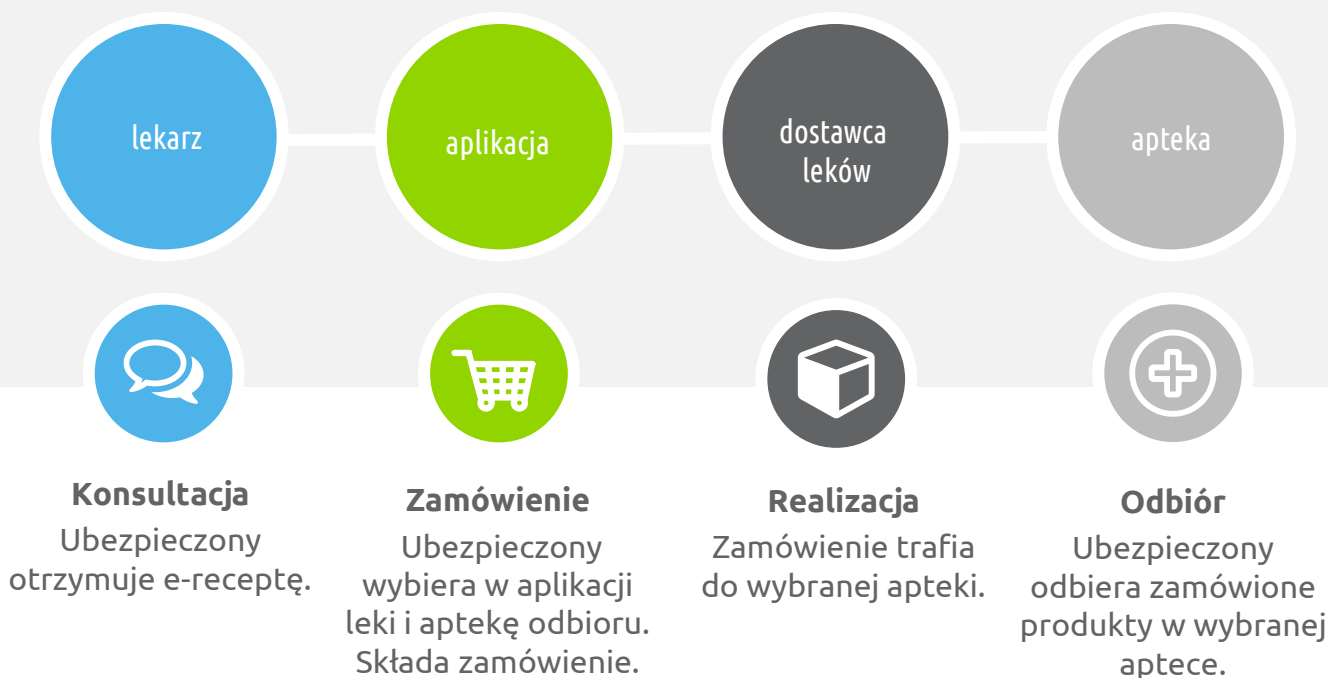 lekarz
aplikacja
dostawca
leków
apteka
Konsultacja
Ubezpieczony
otrzymuje e-receptę.
Zamówienie
Ubezpieczony
wybiera w aplikacji
leki i aptekę odbioru.
Składa zamówienie.
Realizacja
Zamówienie trafia
do wybranej apteki.
Odbiór
Ubezpieczony
odbiera zamówione
produkty w wybranej
aptece.